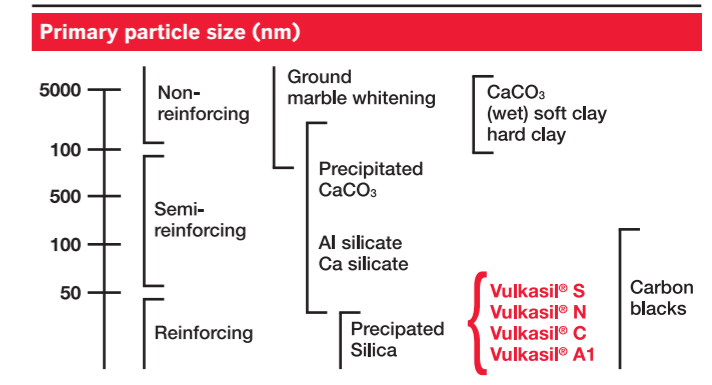 Primary particle size (nm)
5000
100
500
100
50
Non-
reinforcing
Semi-
reinforcing
Reinforcing
Ground
marble whitening
Precipitated
CaCO₃
Al silicate
Ca silicate
Precipated
Silica
CaCO₃
(wet) soft clay
hard clay
Vulkasil® S
Vulkasil® N
Vulkasil® C
Vulkasil® A1
Carbon
blacks